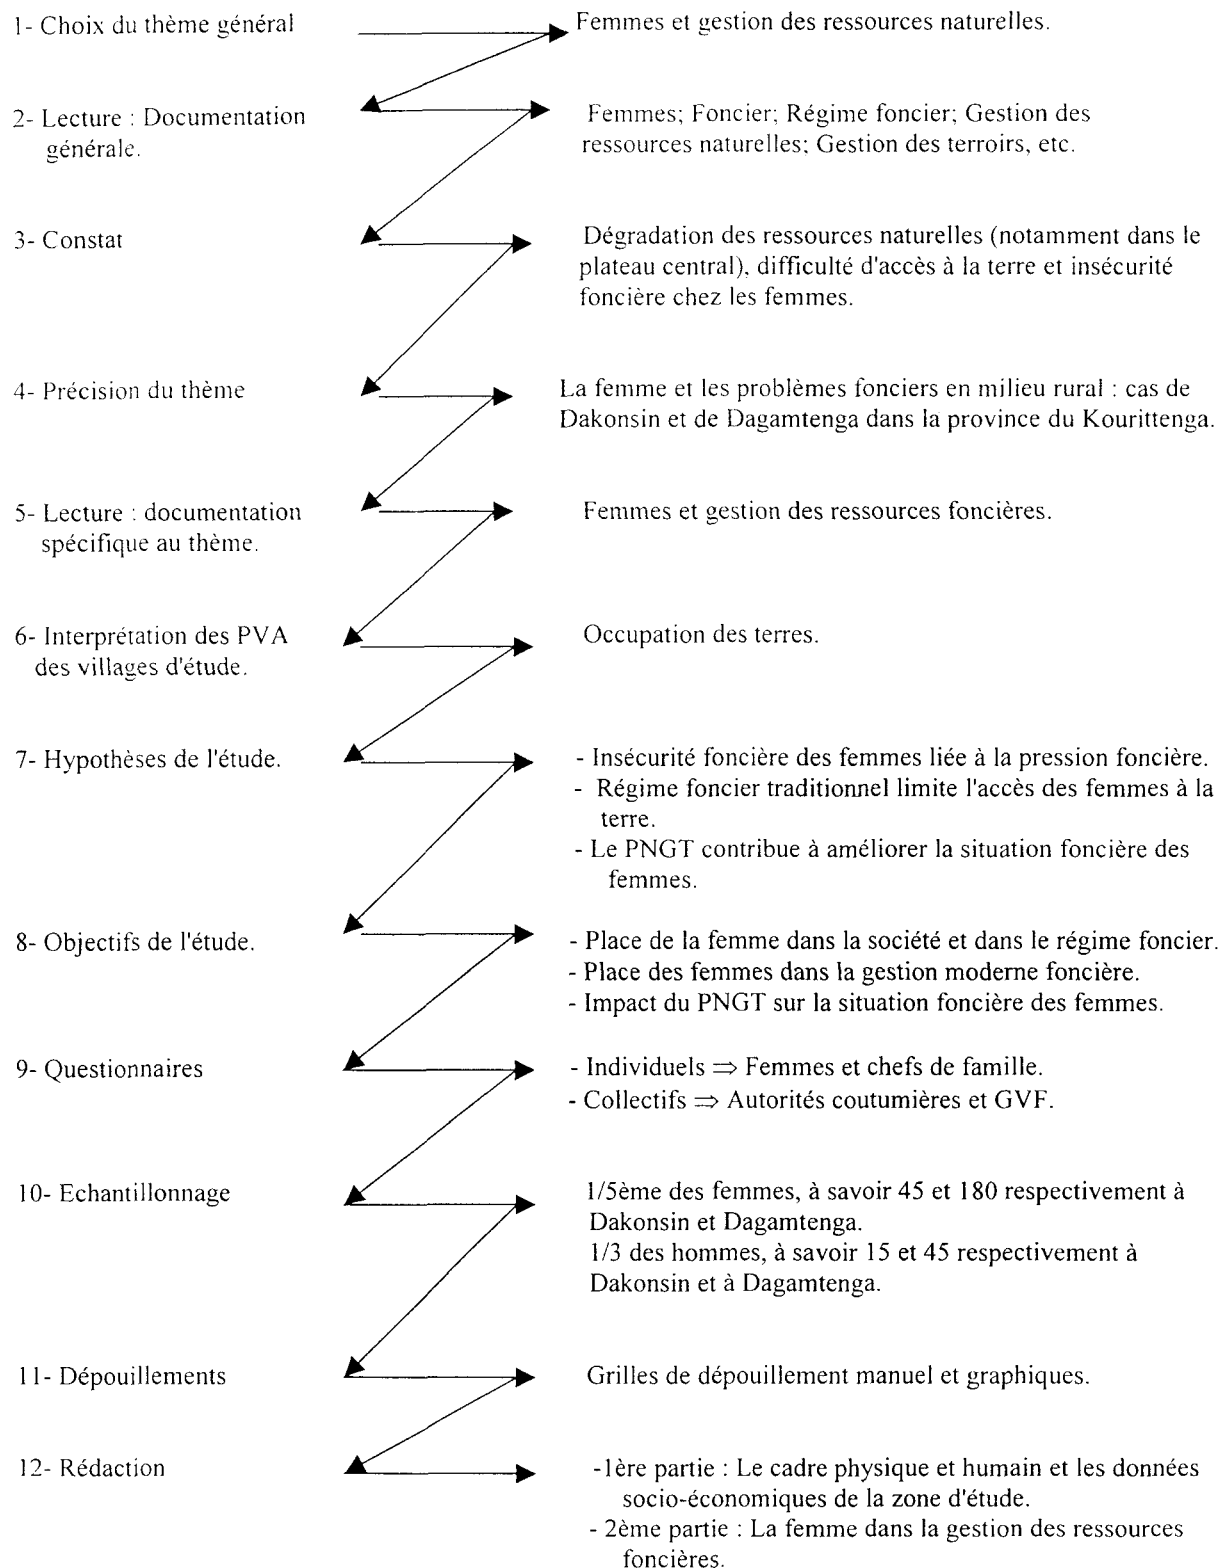 1- Choix du thème général
Femmes et gestion des ressources naturelles.
2- Lecture : Documentation
générale.
Femmes; Foncier; Régime foncier; Gestion des
ressources naturelles; Gestion des terroirs, etc.
3- Constat
Dégradation des ressources naturelles (notamment dans le
plateau central), difficulté d'accès à la terre et insécurité
foncière chez les femmes.
4- Précision du thème
La femme et les problèmes fonciers en milieu rural : cas de
Dakonsin et de Dagamtenga dans la province du Kourittenga.
5- Lecture : documentation
spécifique au thème.
Femmes et gestion des ressources foncières.
6- Interprétation des PVA
des villages d'étude.
Occupation des terres.
7- Hypothèses de l'étude.
- Insécurité foncière des femmes liée à la pression foncière.
- Régime foncier traditionnel limite l'accès des femmes à la
terre.
- Le PNGT contribue à améliorer la situation foncière des
femmes.
8- Objectifs de l'étude.
- Place de la femme dans la société et dans le régime foncier.
- Place des femmes dans la gestion moderne foncière.
- Impact du PNGT sur la situation foncière des femmes.
9- Questionnaires
- Individuels ⇒ Femmes et chefs de famille.
- Collectifs ⇒ Autorités coutumières et GVF.
10- Echantillonnage
1/5ème des femmes, à savoir 45 et 180 respectivement à
Dakonsin et Dagamtenga.
1/3 des hommes, à savoir 15 et 45 respectivement à
Dakonsin et à Dagamtenga.
11- Dépouillements
Grilles de dépouillement manuel et graphiques.
12- Rédaction
-1ère partie : Le cadre physique et humain et les données
socio-économiques de la zone d'étude.
- 2ème partie : La femme dans la gestion des ressources
foncières.